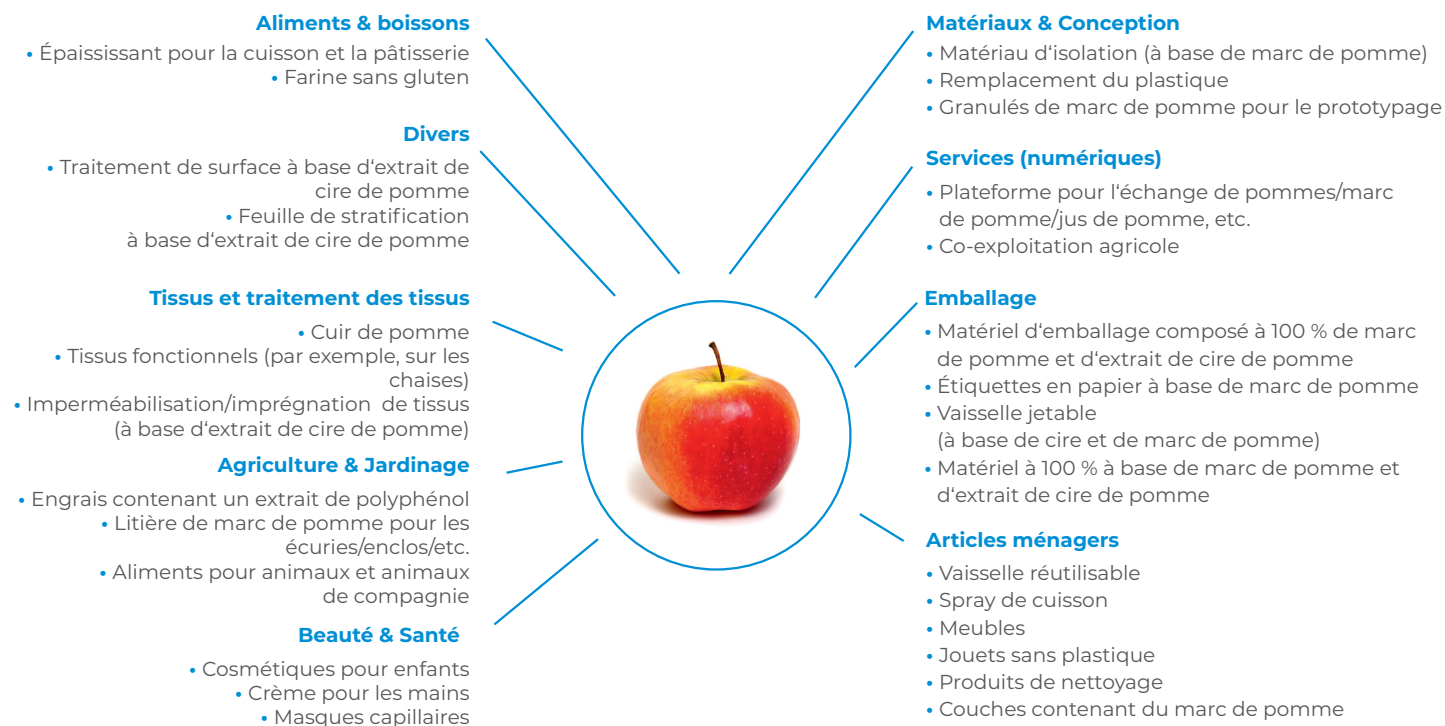 Aliments & boissons
• Épaississant pour la cuisson et la pâtisserie
• Farine sans gluten
Divers
• Traitement de surface à base d‘extrait de
cire de pomme
• Feuille de stratification
à base d‘extrait de cire de pomme
Tissus et traitement des tissus
• Cuir de pomme
• Tissus fonctionnels (par exemple, sur les
chaises)
• Imperméabilisation/imprégnation de tissus
(à base d‘extrait de cire de pomme)
Agriculture & Jardinage
• Engrais contenant un extrait de polyphénol
• Litière de marc de pomme pour les
écuries/enclos/etc.
• Aliments pour animaux et animaux
de compagnie
Beauté & Santé
• Cosmétiques pour enfants
• Crème pour les mains
• Masques capillaires
Matériaux & Conception
• Matériau d‘isolation (à base de marc de pomme)
• Remplacement du plastique
• Granulés de marc de pomme pour le prototypage
Services (numériques)
• Plateforme pour l‘échange de pommes/marc
de pomme/jus de pomme, etc.
• Co-exploitation agricole
Emballage
• Matériel d‘emballage composé à 100 % de marc
de pomme et d‘extrait de cire de pomme
• Étiquettes en papier à base de marc de pomme
• Vaisselle jetable
(à base de cire et de marc de pomme)
• Matériel à 100 % à base de marc de pomme et
d‘extrait de cire de pomme
Articles ménagers
• Vaisselle réutilisable
• Spray de cuisson
• Meubles
• Jouets sans plastique
• Produits de nettoyage
• Couches contenant du marc de pomme